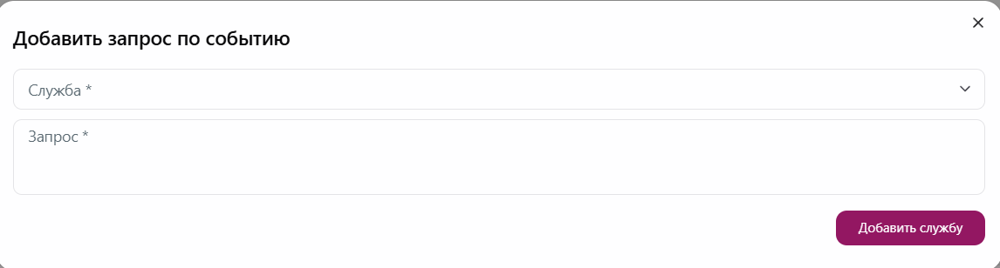 Добавить запрос по событию
Служба *
Запрос *
Добавить службу